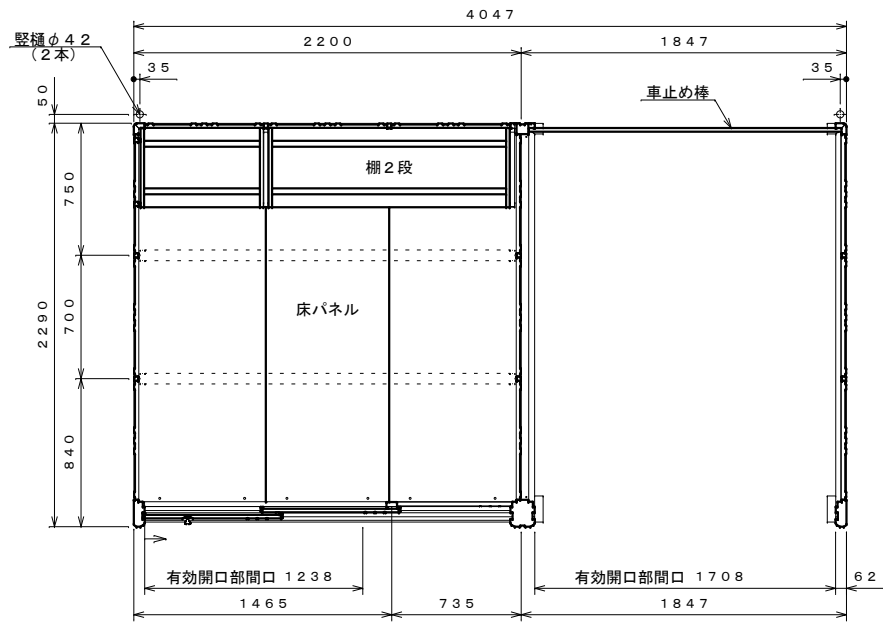 ４０４７
２２００
１８４７
竪樋φ４２
（２本）
３５
３５
５０
車止め棒
棚２段
７５０
床パネル
７００
２２９０
８４０
有効開口部間口 １２３８
有効開口部間口 １７０８
６２
１４６５
７３５
１８４７